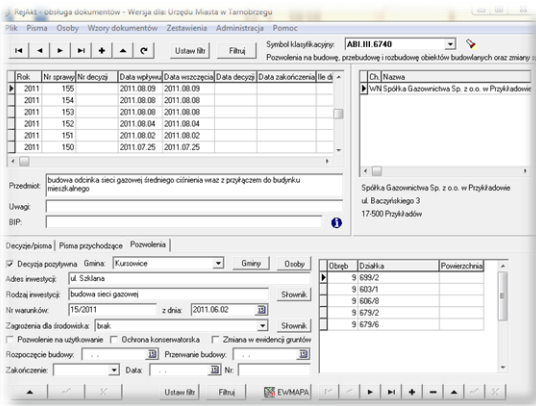 RejAkt - obsługa dokumentów - Wersja dla: Urzędu Miasta w Tarnobrzegu
Plik Pisma Osoby Wzory dokumentów Zestawienia Administracja Pomoc
Ustaw filtr Filtruj Symbol klasyfikacyjny: ABI.III.6740
Pozwolenia na budowę, przebudowę i rozbudowę obiektów budowlanych oraz zmiany
Rok Nr sprawy Nr decyzji Data wpływu Data wszczęcia Data decyzji Data zakończenia Ile d
2011 155 2011.08.09 2011.08.09
2011 154 2011.08.08 2011.08.08
2011 153 2011.08.08 2011.08.08
2011 152 2011.08.04 2011.08.04
2011 151 2011.08.02 2011.08.02
2011 150 2011.07.25 2011.07.25
Ch. Nazwa
WN Spółka Gazownictwa Sp. z o.o. w Przykładowie
Przedmiot: budowa odcinka sieci gazowej średniego ciśnienia wraz z przyłączem do budynku
mieszkalnego
Uwagi:
BIP:
Spółka Gazownictwa Sp. z o.o. w Przykładowie
ul. Baczyńskiego 3
17-500 Przykładów
Decyzje/pisma Pisma przychodzące Pozwolenia
Decyzja pozytywna Gmina: Kursowice Gminy Osoby
Adres inwestycji: ul. Szklana
Rodzaj inwestycji: budowa sieci gazowej Słownik
Nr warunków: 15/2011 z dnia: 2011.06.02
Zagrożenia dla środowiska: brak Słownik
Pozwolenie na użytkowanie Ochrona konserwatorska Zmiana w ewidencji gruntów
Rozpoczęcie budowy: . . Przerwanie budowy: . .
Zakończenie: Data: . . Nr:
Obręb Działka Powierzchnia
9 699/2
9 603/1
9 606/8
9 679/2
9 679/6
Ustaw filtr Filtruj EWMAPA